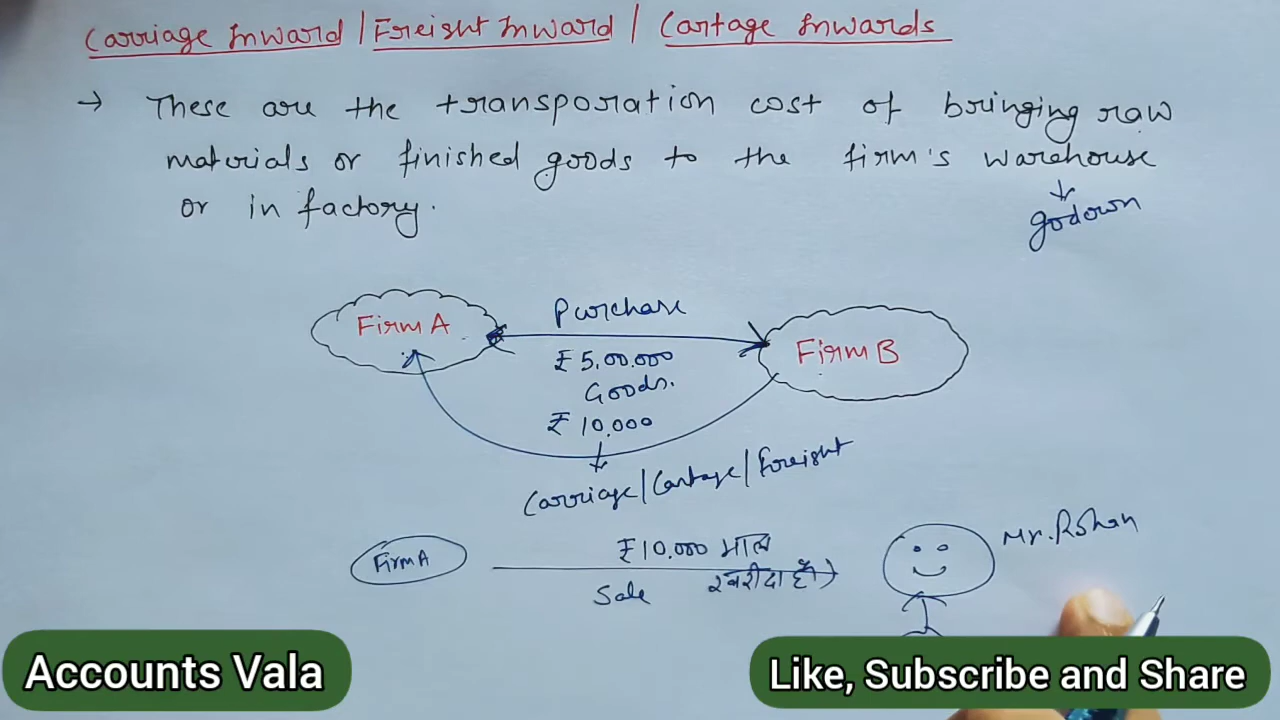 Carriage Inward / Freight Inward / Cartage Inwards
→ These are the transporation cost of bringing raw
materials or finished goods to the firm's warehouse
or in factory.
godown
Purchase
Firm A
Firm B
₹ 5,00,000
Goods.
₹ 10,000
Carriage / Cartage / Freight
Mr. Roshan
Firm A
₹10,000 माल
Sale
खरीदा है
Accounts Vala
Like, Subscribe and Share